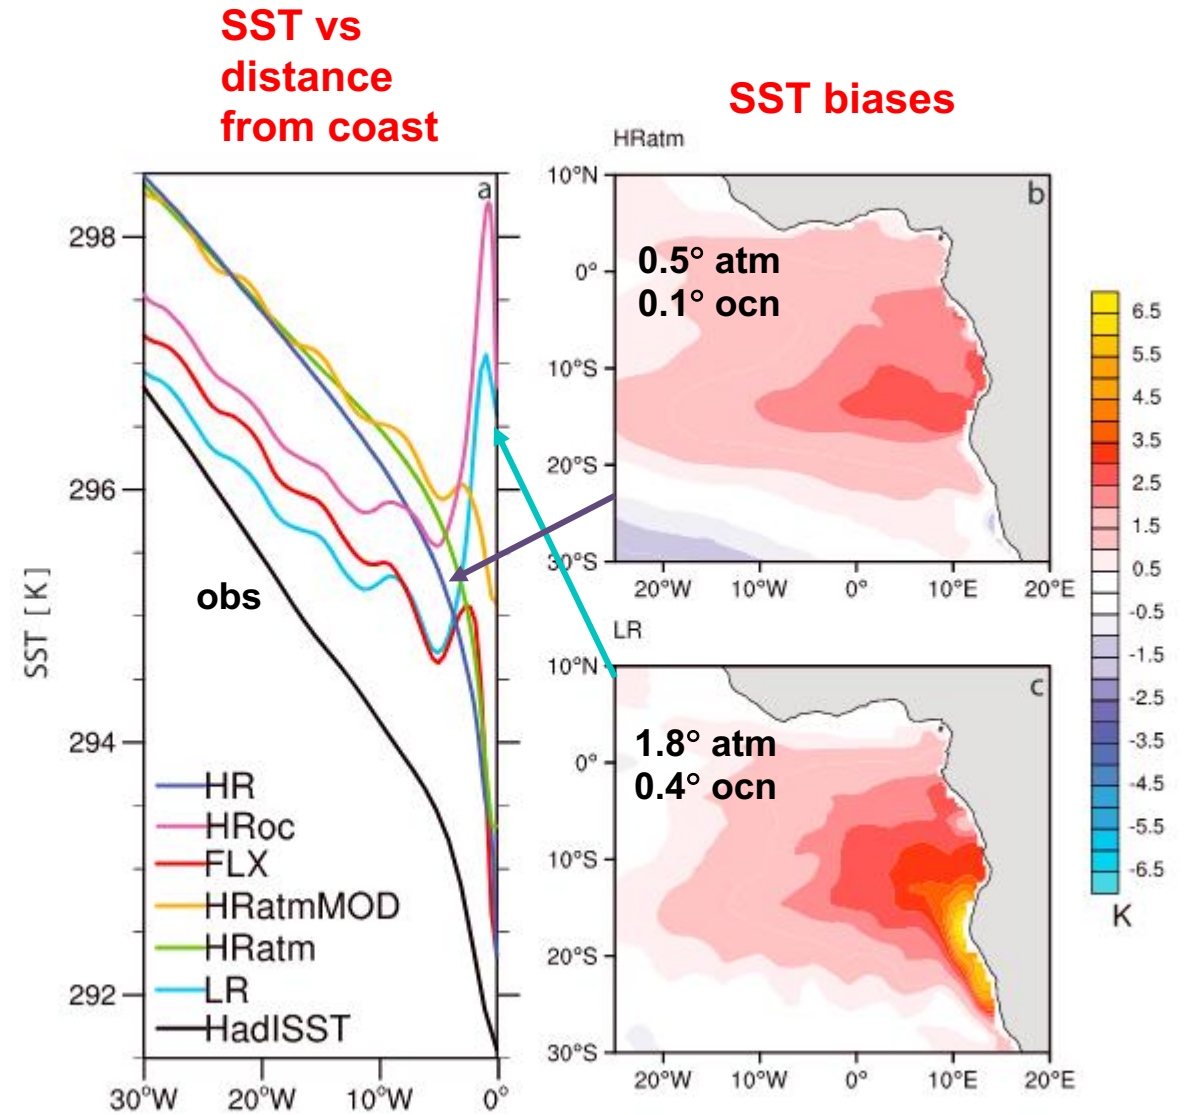 SST vs
distance
from coast
SST biases
a
298
296
294
292
SST [K]
obs
HR
HRoc
FLX
HRatmMOD
HRatm
LR
HadISST
30°W
20°W
10°W
0°
HRatm
b
10°N
0°
10°S
20°S
30°S
0.5° atm
0.1° ocn
20°W
10°W
0°
10°E
20°E
LR
c
10°N
0°
10°S
20°S
30°S
1.8° atm
0.4° ocn
20°W
10°W
0°
10°E
20°E
6.5
5.5
4.5
3.5
2.5
1.5
0.5
-0.5
-1.5
-2.5
-3.5
-4.5
-5.5
-6.5
K